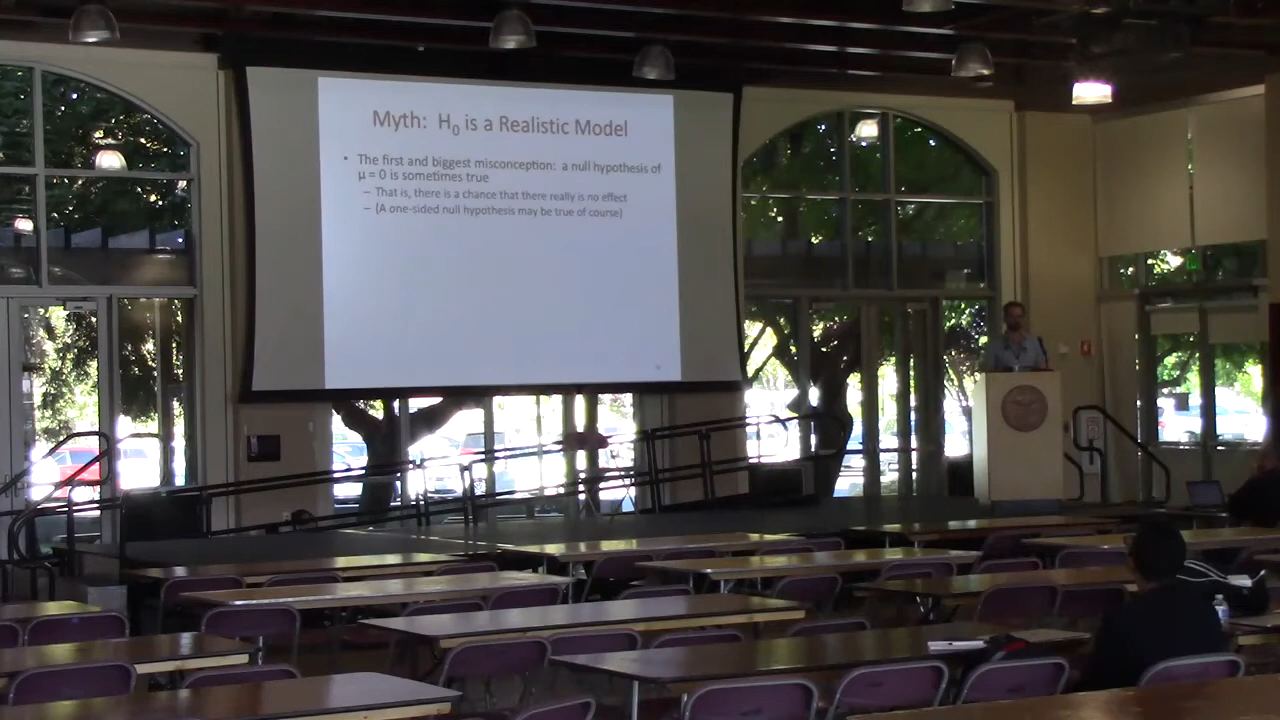 Myth: H₀ is a Realistic Model
• The first and biggest misconception: a null hypothesis of
μ = 0 is sometimes true
– That is, there is a chance that there really is no effect
– (A one-sided null hypothesis may be true of course)